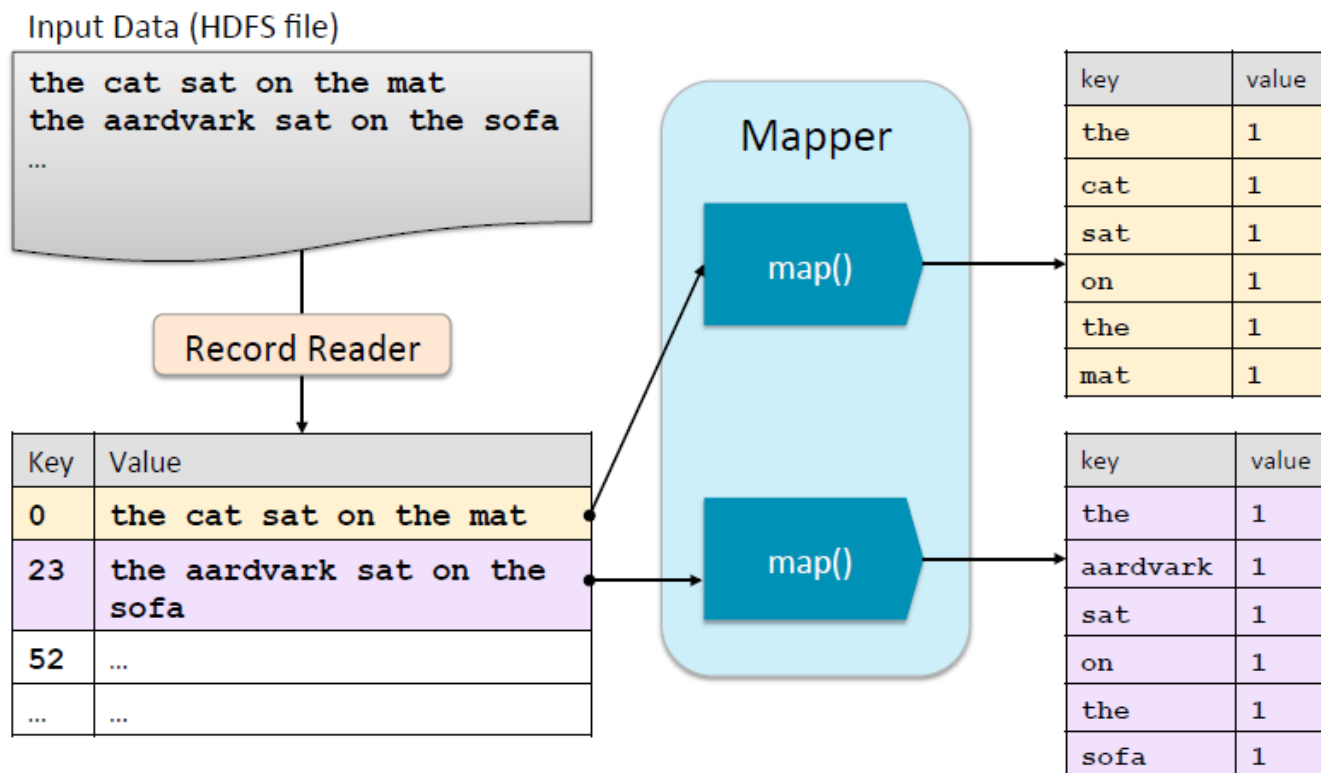 Input Data (HDFS file)
the cat sat on the mat
the aardvark sat on the sofa
…
Record Reader
Key Value
0 the cat sat on the mat
23 the aardvark sat on the
sofa
52 …
… …
Mapper
map()
map()
key value
the 1
cat 1
sat 1
on 1
the 1
mat 1
key value
the 1
aardvark 1
sat 1
on 1
the 1
sofa 1